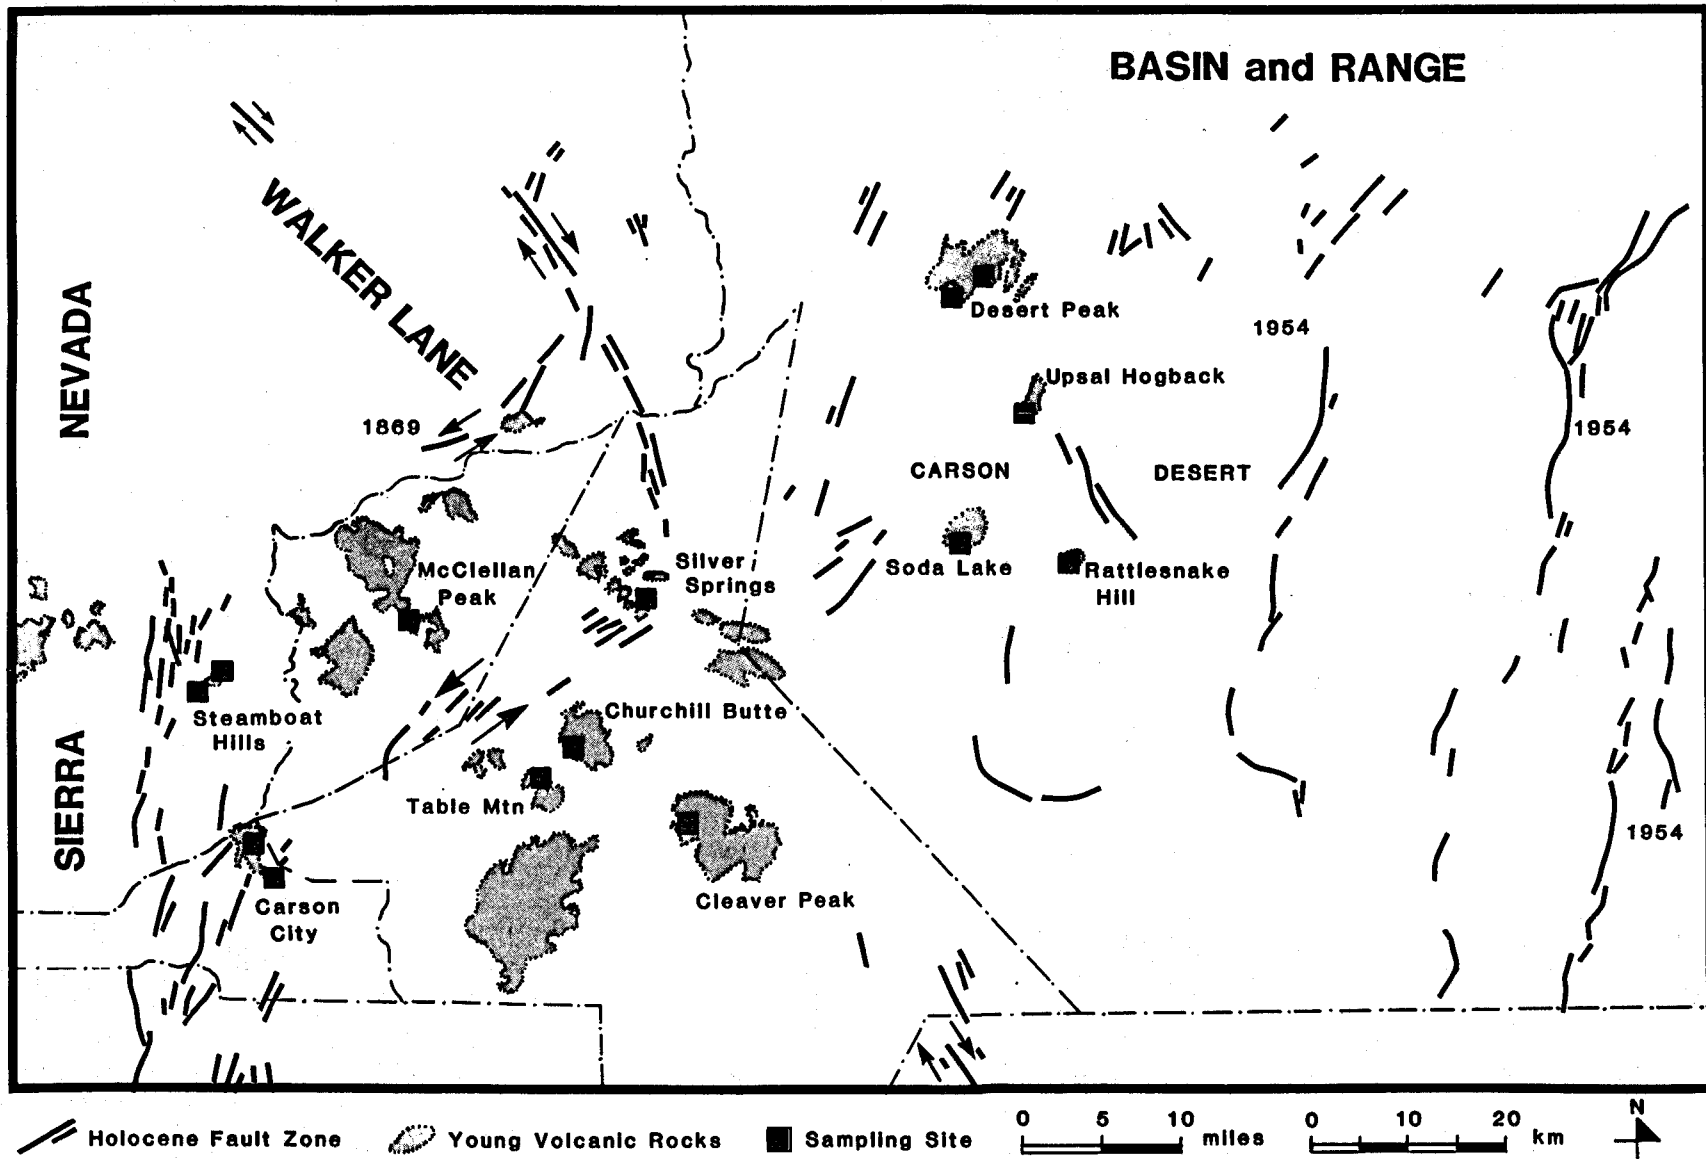 BASIN and RANGE
WALKER LANE
NEVADA
SIERRA
Desert Peak
1954
Upsal Hogback
1869
1954
CARSON DESERT
McClellan
Peak
Silver
Springs
Soda Lake
Rattlesnake
Hill
Steamboat
Hills
Churchill Butte
Table Mtn
1954
Cleaver Peak
Carson
City
Holocene Fault Zone
Young Volcanic Rocks
Sampling Site
0 5 10 miles
0 10 20 km
N